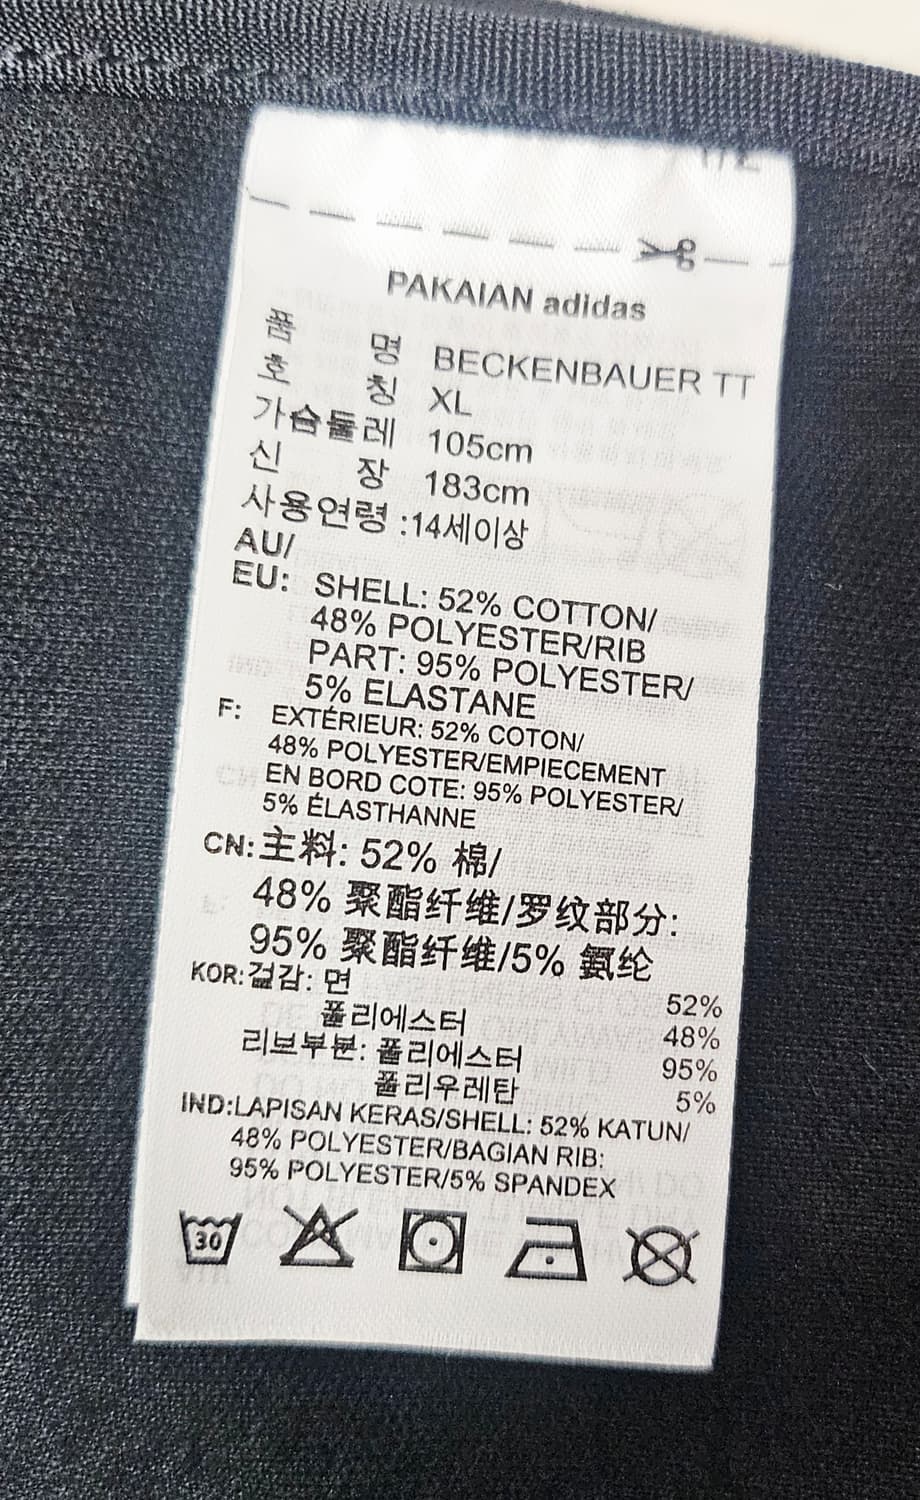 PAKAIAN adidas
품 명 BECKENBAUER TT
호 칭 XL
가슴둘레 105cm
신 장 183cm
사용연령 :14세이상
AU/
EU: SHELL: 52% COTTON/
48% POLYESTER/RIB
PART: 95% POLYESTER/
5% ELASTANE
F: EXTÉRIEUR: 52% COTON/
48% POLYESTER/EMPIECEMENT
EN BORD COTE: 95% POLYESTER/
5% ÉLASTHANNE
CN: 主料: 52% 棉/
48% 聚酯纤维/罗纹部分:
95% 聚酯纤维/5% 氨纶
KOR: 겉감: 면 52%
폴리에스터 48%
리브부분: 폴리에스터 95%
폴리우레탄 5%
IND:LAPISAN KERAS/SHELL: 52% KATUN/
48% POLYESTER/BAGIAN RIB:
95% POLYESTER/5% SPANDEX
30